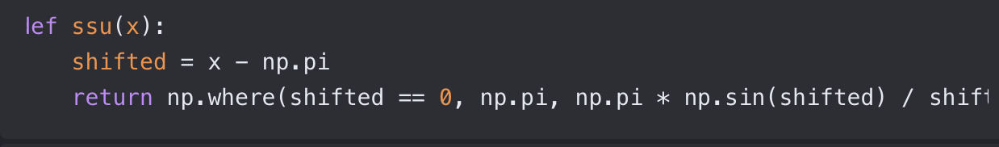 lef ssu(x):
    shifted = x - np.pi
    return np.where(shifted == 0, np.pi, np.pi * np.sin(shifted) / shift